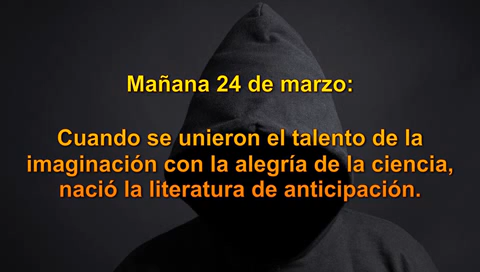 Mañana 24 de marzo:
Cuando se unieron el talento de la
imaginación con la alegría de la ciencia,
nació la literatura de anticipación.